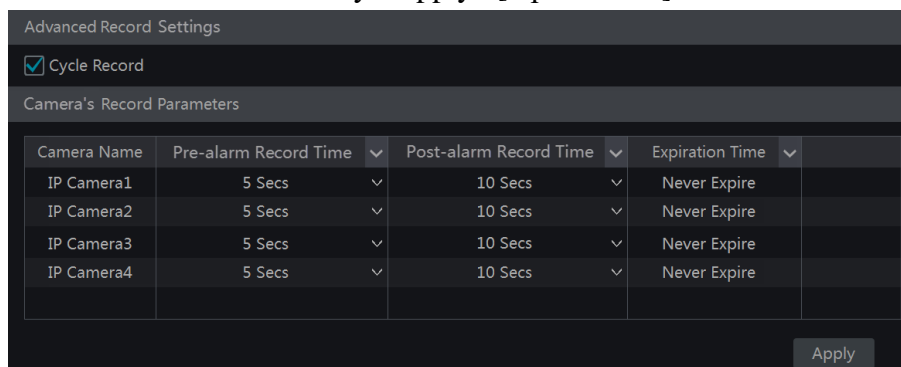 Advanced Record Settings
Cycle Record
Camera's Record Parameters
Camera Name Pre-alarm Record Time Post-alarm Record Time Expiration Time
IP Camera1 5 Secs 10 Secs Never Expire
IP Camera2 5 Secs 10 Secs Never Expire
IP Camera3 5 Secs 10 Secs Never Expire
IP Camera4 5 Secs 10 Secs Never Expire
Apply